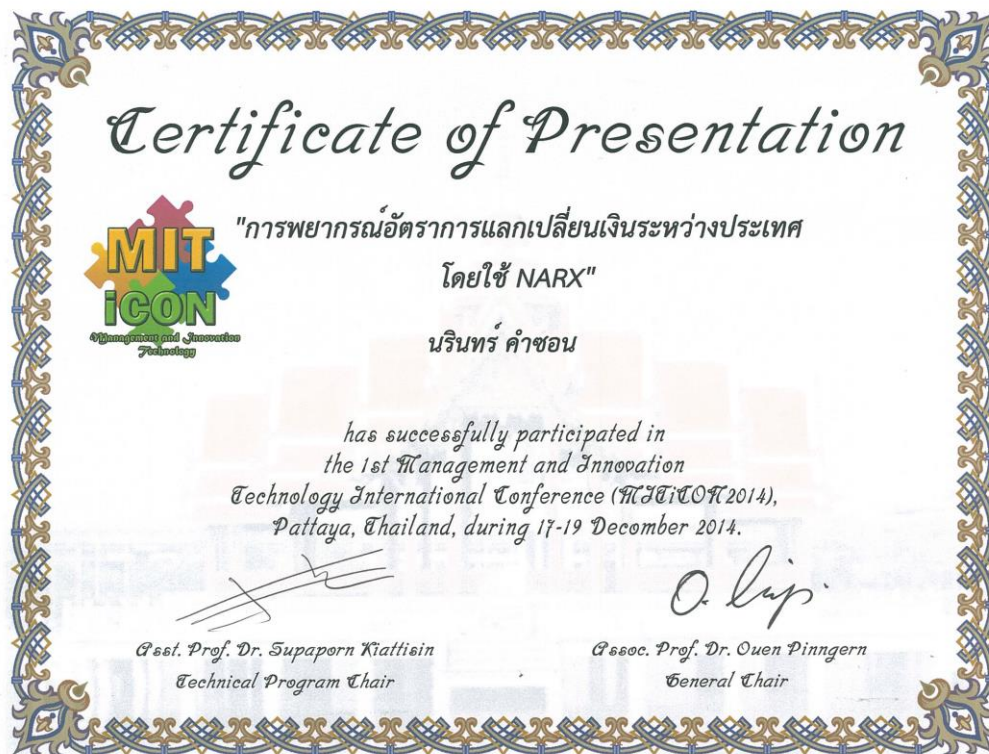 Certificate of Presentation
MIT
iCON
Management and Innovation
Technology
"การพยากรณ์อัตราการแลกเปลี่ยนเงินระหว่างประเทศ
โดยใช้ NARX"
นรินทร์ คำซอน
has successfully participated in
the 1st Management and Innovation
Technology International Conference (MITiCON2014),
Pattaya, Thailand, during 17-19 December 2014.
O.
Asst. Prof. Dr. Supaporn Kiattisin
Assoc. Prof. Dr. Ouen Pinngern
Technical Program Chair
General Chair